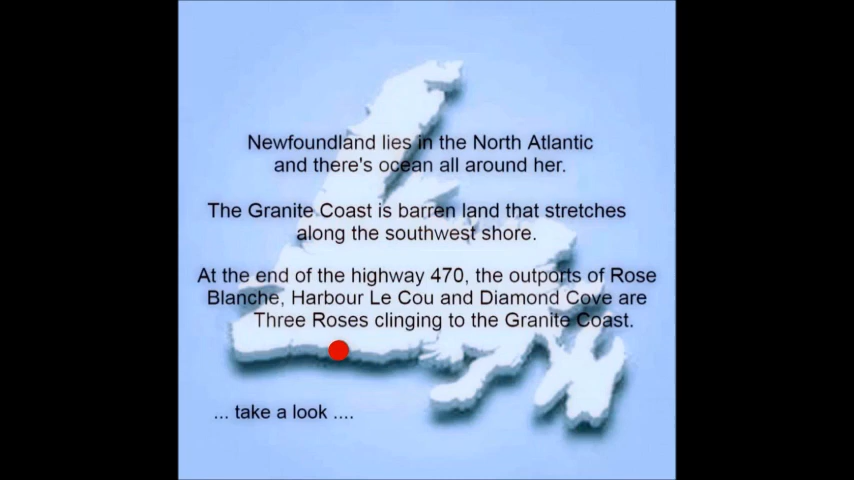 Newfoundland lies in the North Atlantic
and there's ocean all around her.
The Granite Coast is barren land that stretches
along the southwest shore.
At the end of the highway 470, the outports of Rose
Blanche, Harbour Le Cou and Diamond Cove are
Three Roses clinging to the Granite Coast.
... take a look ....